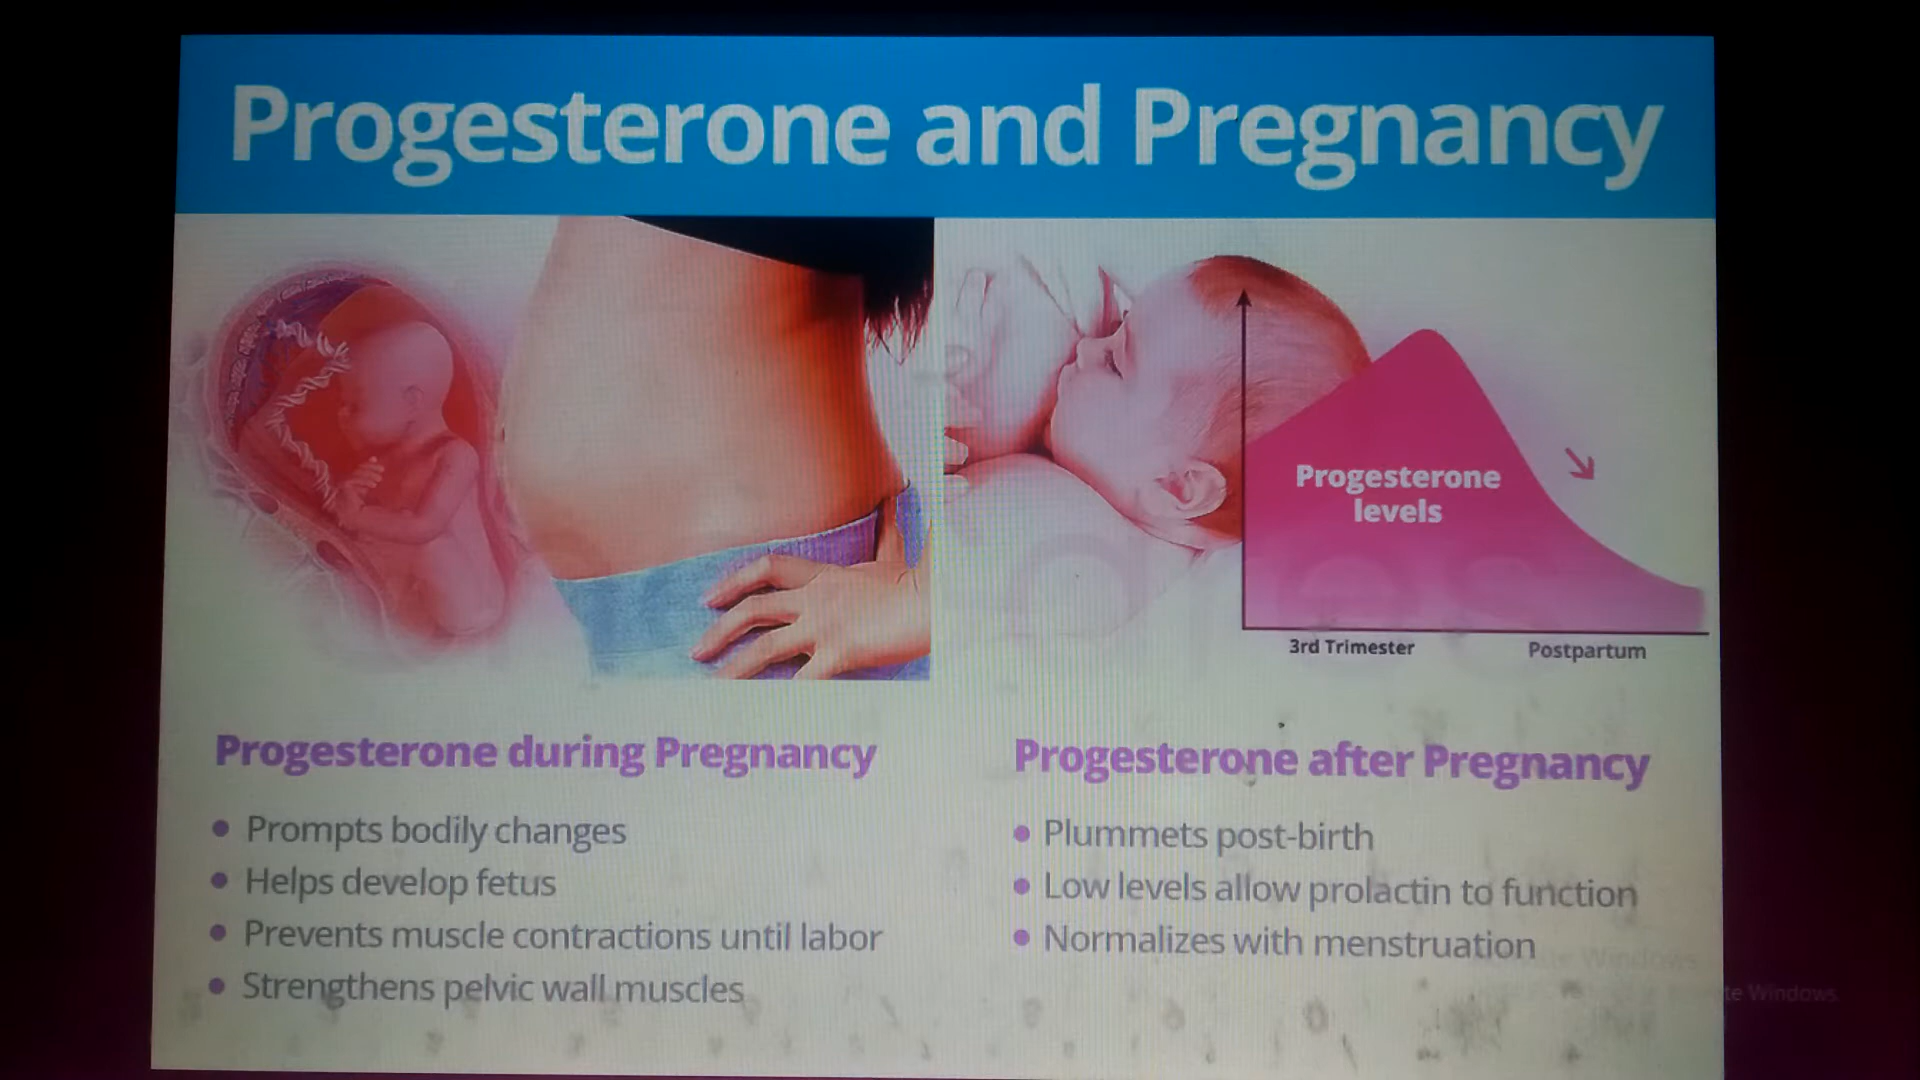 Progesterone and Pregnancy
Progesterone
levels
3rd Trimester
Postpartum
Progesterone during Pregnancy
Prompts bodily changes
Helps develop fetus
Prevents muscle contractions until labor
Strengthens pelvic wall muscles
Progesterone after Pregnancy
Plummets post-birth
Low levels allow prolactin to function
Normalizes with menstruation
Windows